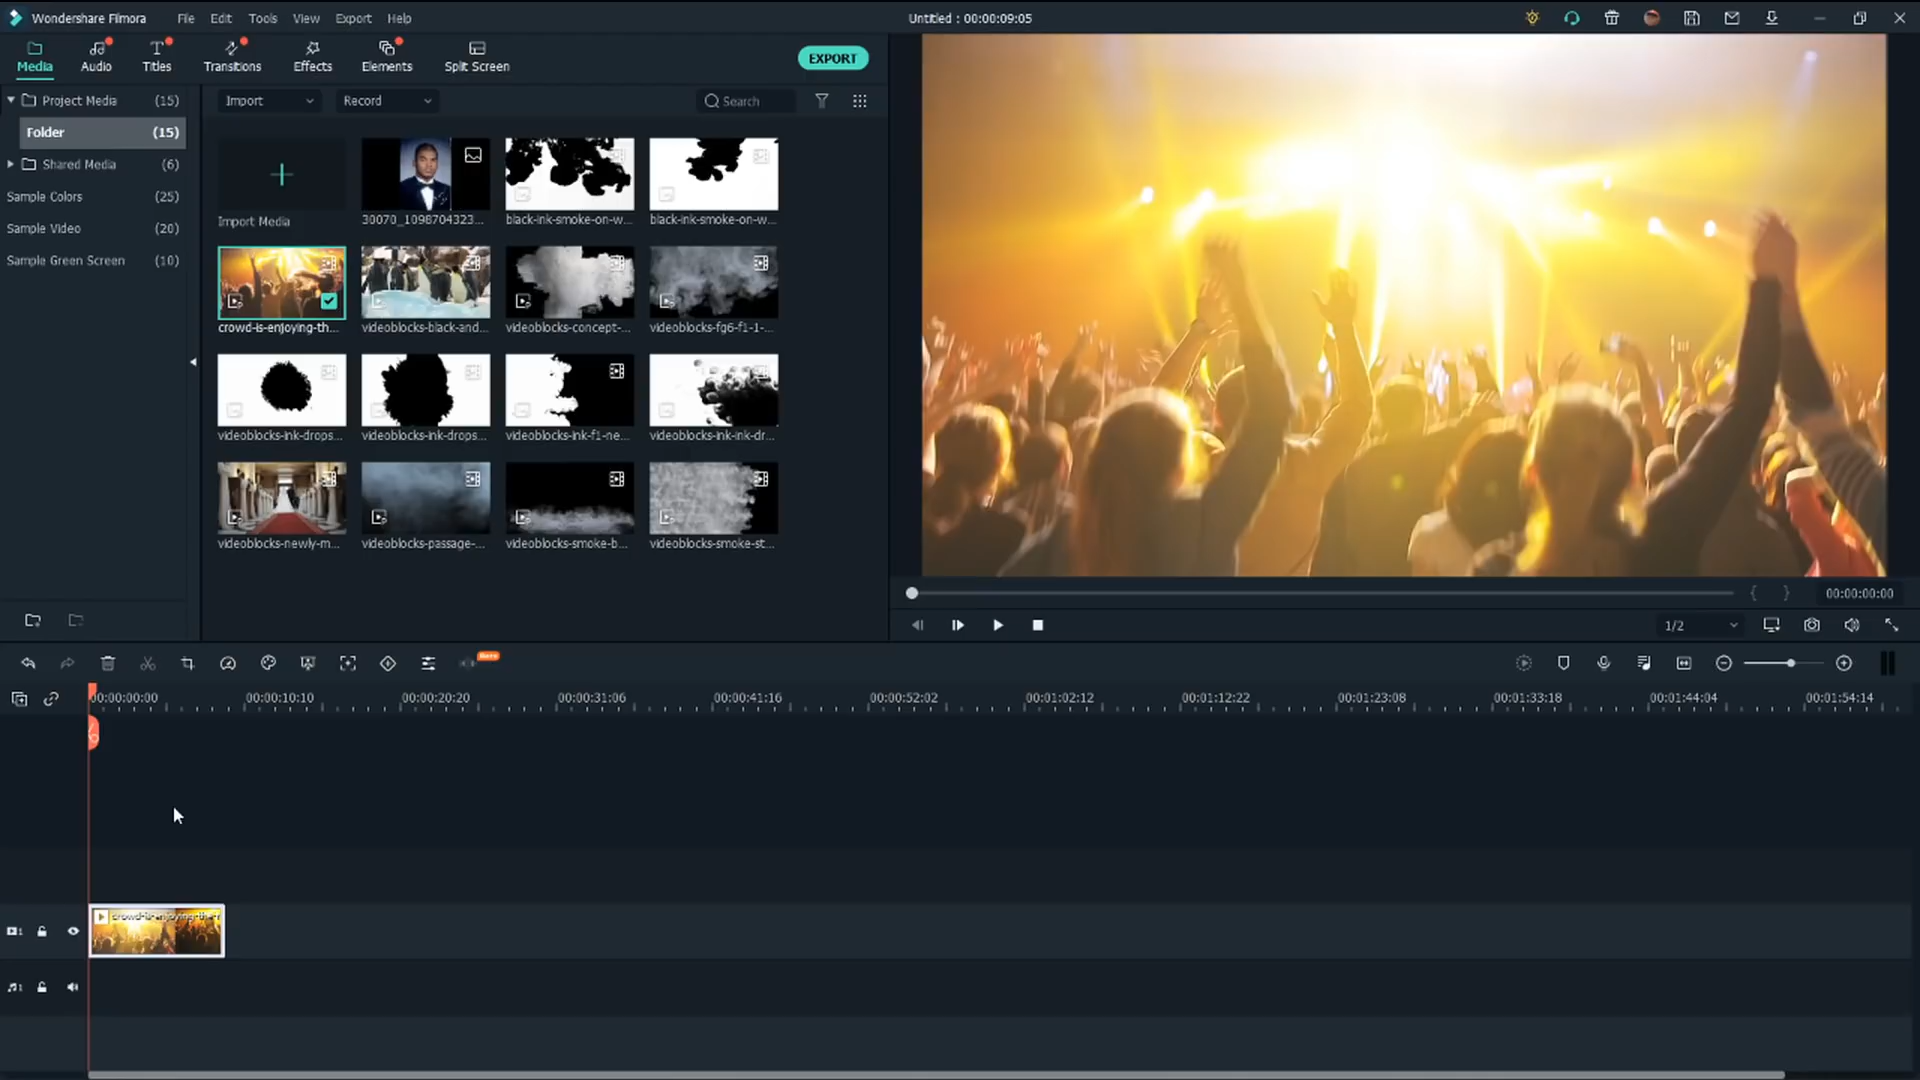 Wondershare Filmora File Edit Tools View Export Help Untitled : 00:00:09:05
Media Audio Titles Transitions Effects Elements Split Screen EXPORT
Project Media (15) Import Record Search
Folder (15)
Shared Media (6)
Sample Colors (25)
Sample Video (20)
Sample Green Screen (10)
Import Media 30070_1098704323... black-ink-smoke-on-w... black-ink-smoke-on-w...
crowd-is-enjoying-th... videoblocks-black-and... videoblocks-concept-... videoblocks-fg6-f1-1-...
videoblocks-ink-drops... videoblocks-ink-drops... videoblocks-ink-f1-ne... videoblocks-ink-ink-dr...
videoblocks-newly-m... videoblocks-passage-... videoblocks-smoke-b... videoblocks-smoke-st...
00:00:00:00
1/2
00:00:00:00 00:00:10:10 00:00:20:20 00:00:31:06 00:00:41:16 00:00:52:02 00:01:02:12 00:01:12:22 00:01:23:08 00:01:33:18 00:01:44:04 00:01:54:14
crowd-is-enjoying-the-
1
1